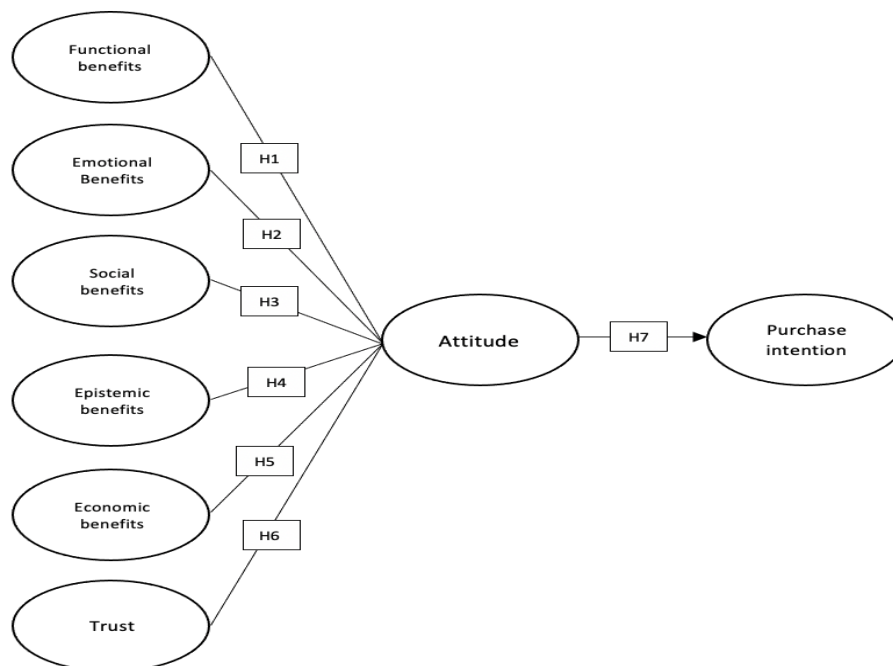 Functional
benefits
H1
Emotional
Benefits
H2
Social
benefits
H3
Attitude
H7
Purchase
intention
Epistemic
benefits
H4
Economic
benefits
H5
H6
Trust